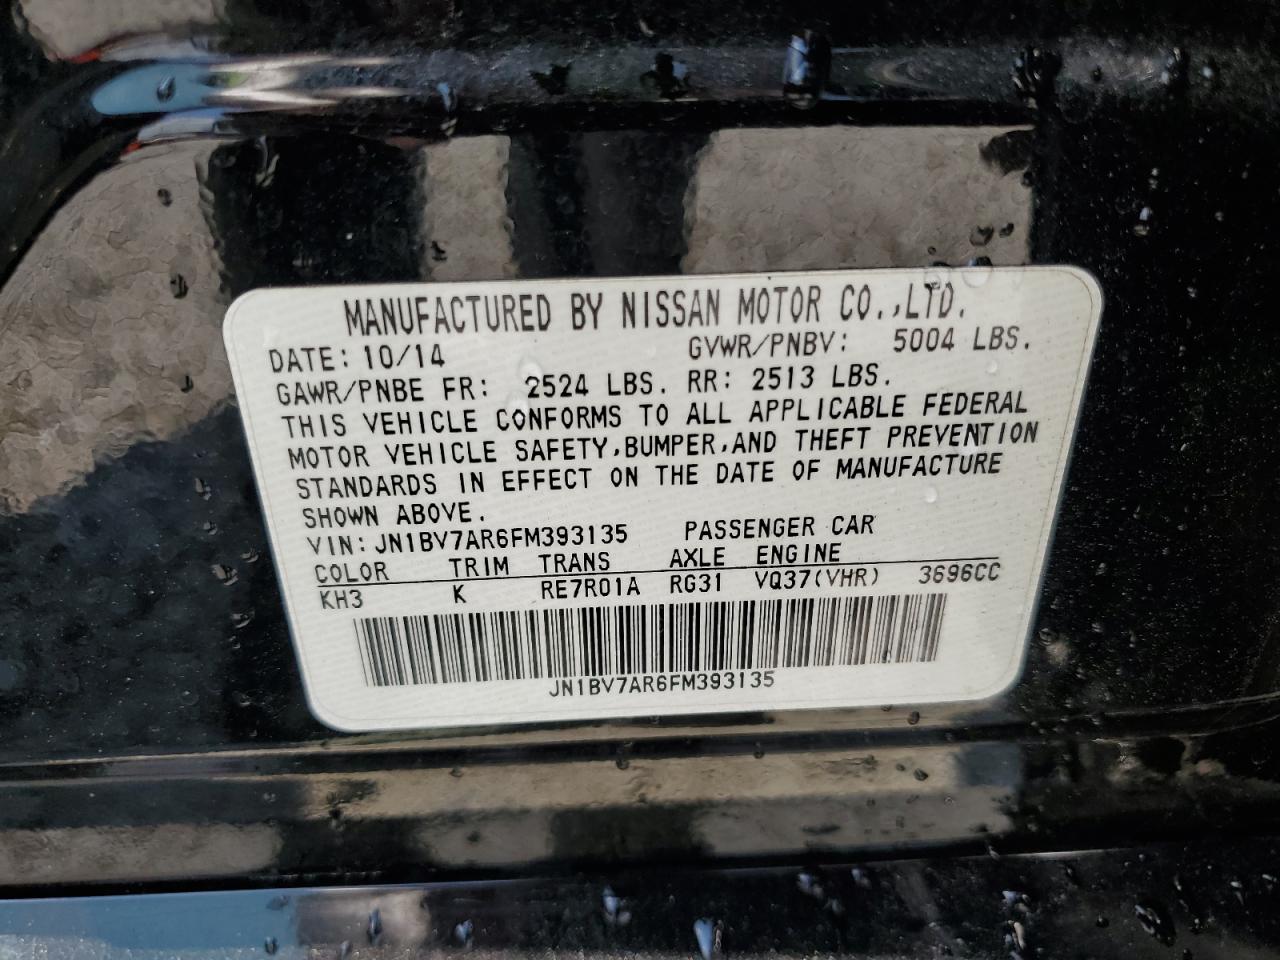 MANUFACTURED BY NISSAN MOTOR CO.,LTD.
DATE: 10/14 GVWR/PNBV: 5004 LBS.
GAWR/PNBE FR: 2524 LBS. RR: 2513 LBS.
THIS VEHICLE CONFORMS TO ALL APPLICABLE FEDERAL
MOTOR VEHICLE SAFETY,BUMPER,AND THEFT PREVENTION
STANDARDS IN EFFECT ON THE DATE OF MANUFACTURE
SHOWN ABOVE.
VIN: JN1BV7AR6FM393135 PASSENGER CAR
COLOR TRIM TRANS AXLE ENGINE
KH3 K RE7R01A RG31 VQ37(VHR) 3696CC
JN1BV7AR6FM393135